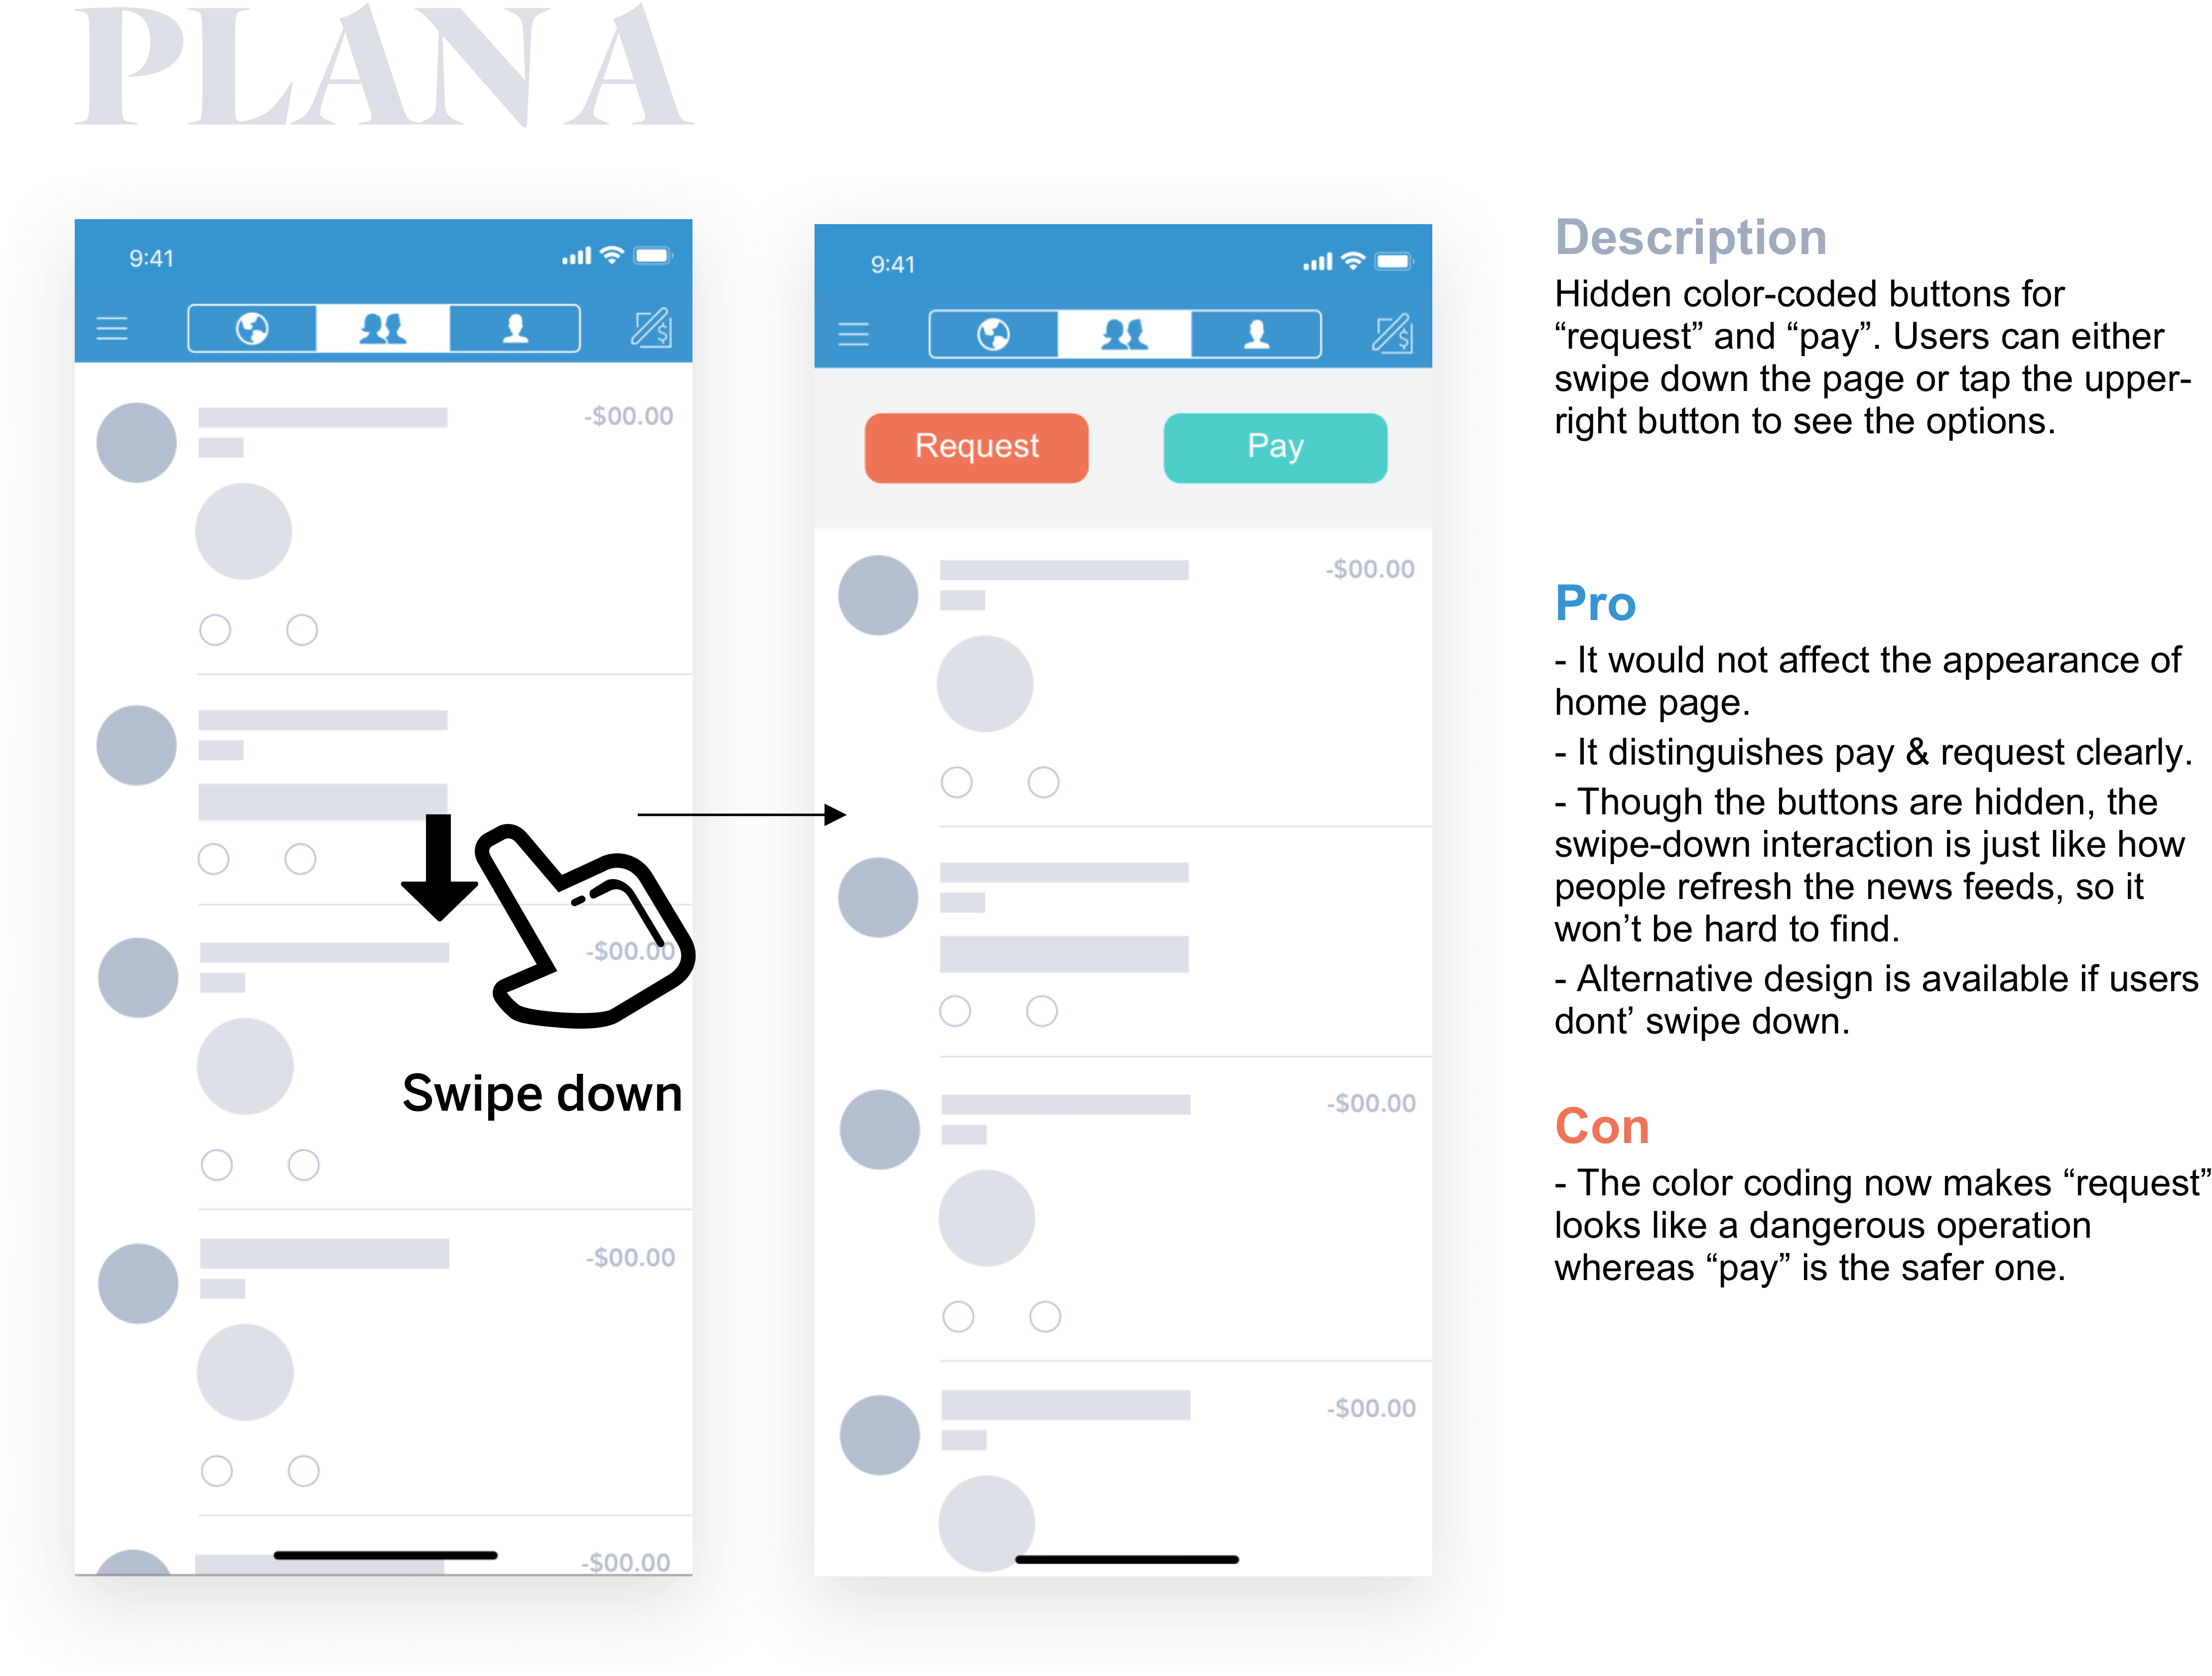 PLAN A
9:41
-$00.00
-$00.00
Swipe down
-$00.00
-$00.00
9:41
Request
Pay
-$00.00
-$00.00
-$00.00
Description
Hidden color-coded buttons for
“request” and “pay”. Users can either
swipe down the page or tap the upper-
right button to see the options.
Pro
- It would not affect the appearance of
home page.
- It distinguishes pay & request clearly.
- Though the buttons are hidden, the
swipe-down interaction is just like how
people refresh the news feeds, so it
won’t be hard to find.
- Alternative design is available if users
dont’ swipe down.
Con
- The color coding now makes “request”
looks like a dangerous operation
whereas “pay” is the safer one.